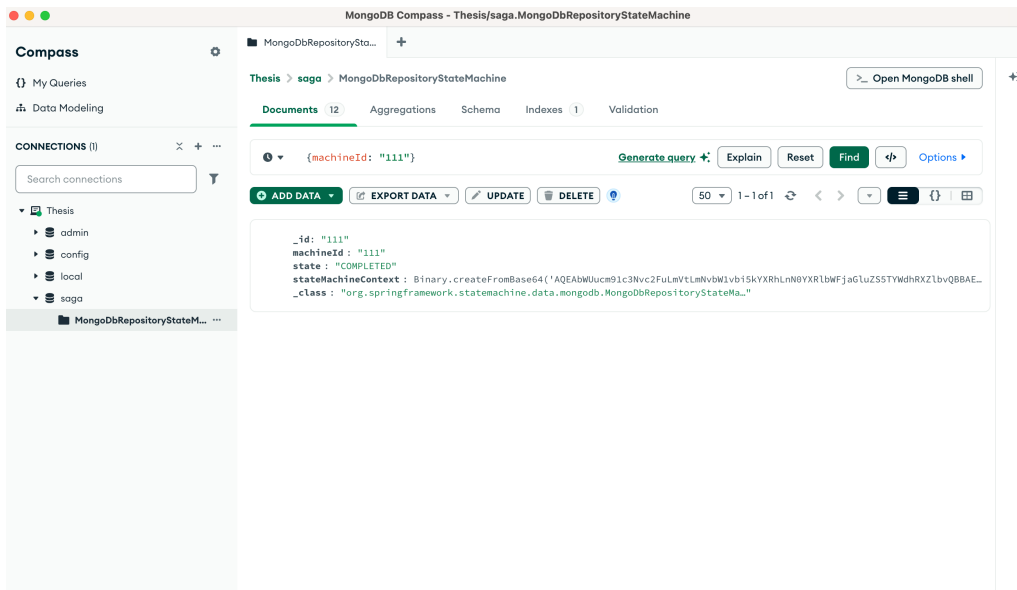 MongoDB Compass - Thesis/saga.MongoDbRepositoryStateMachine
Compass
{} My Queries
Data Modeling
CONNECTIONS (1)
Search connections
Thesis
admin
config
local
saga
MongoDbRepositoryStateM...
MongoDbRepositorySta...
Thesis > saga > MongoDbRepositoryStateMachine
>_ Open MongoDB shell
Documents 12 Aggregations Schema Indexes 1 Validation
{machineId: "111"}
Generate query Explain Reset Find </> Options
ADD DATA EXPORT DATA UPDATE DELETE 50 1 – 1 of 1 {}
_id: "111"
machineId : "111"
state : "COMPLETED"
stateMachineContext : Binary.createFromBase64('AQEAbWUucm91c3Nvc2FuLmVtLmNvbW1vbi5kYXRhLnN0YXRlbWFjaGluZS5TYWdhRXZlbvQBBAE…
_class : "org.springframework.statemachine.data.mongodb.MongoDbRepositoryStateMa…"